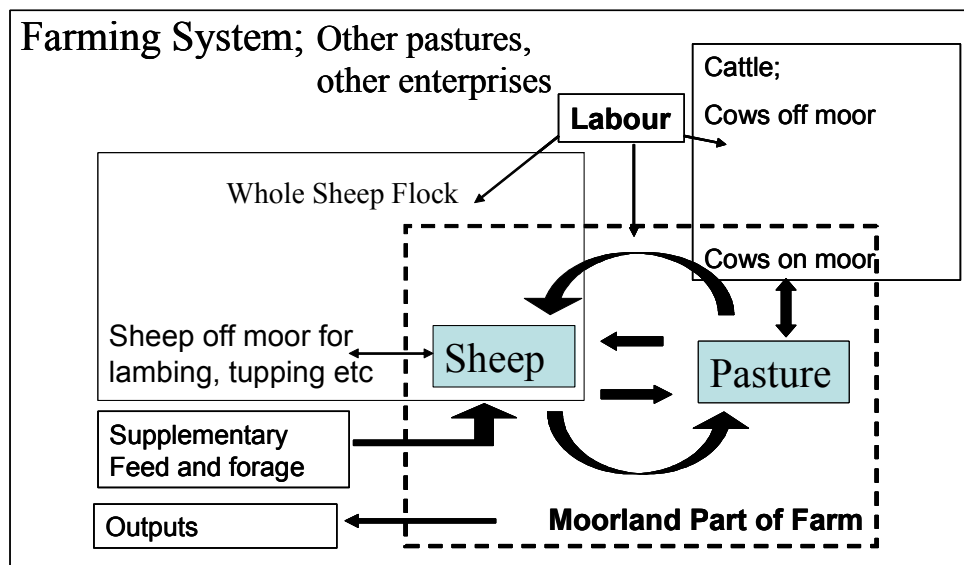 Farming System; Other pastures,
other enterprises
Cattle;
Cows off moor
Labour
Whole Sheep Flock
Cows on moor
Sheep off moor for
lambing, tupping etc
Sheep
Pasture
Supplementary
Feed and forage
Outputs
Moorland Part of Farm